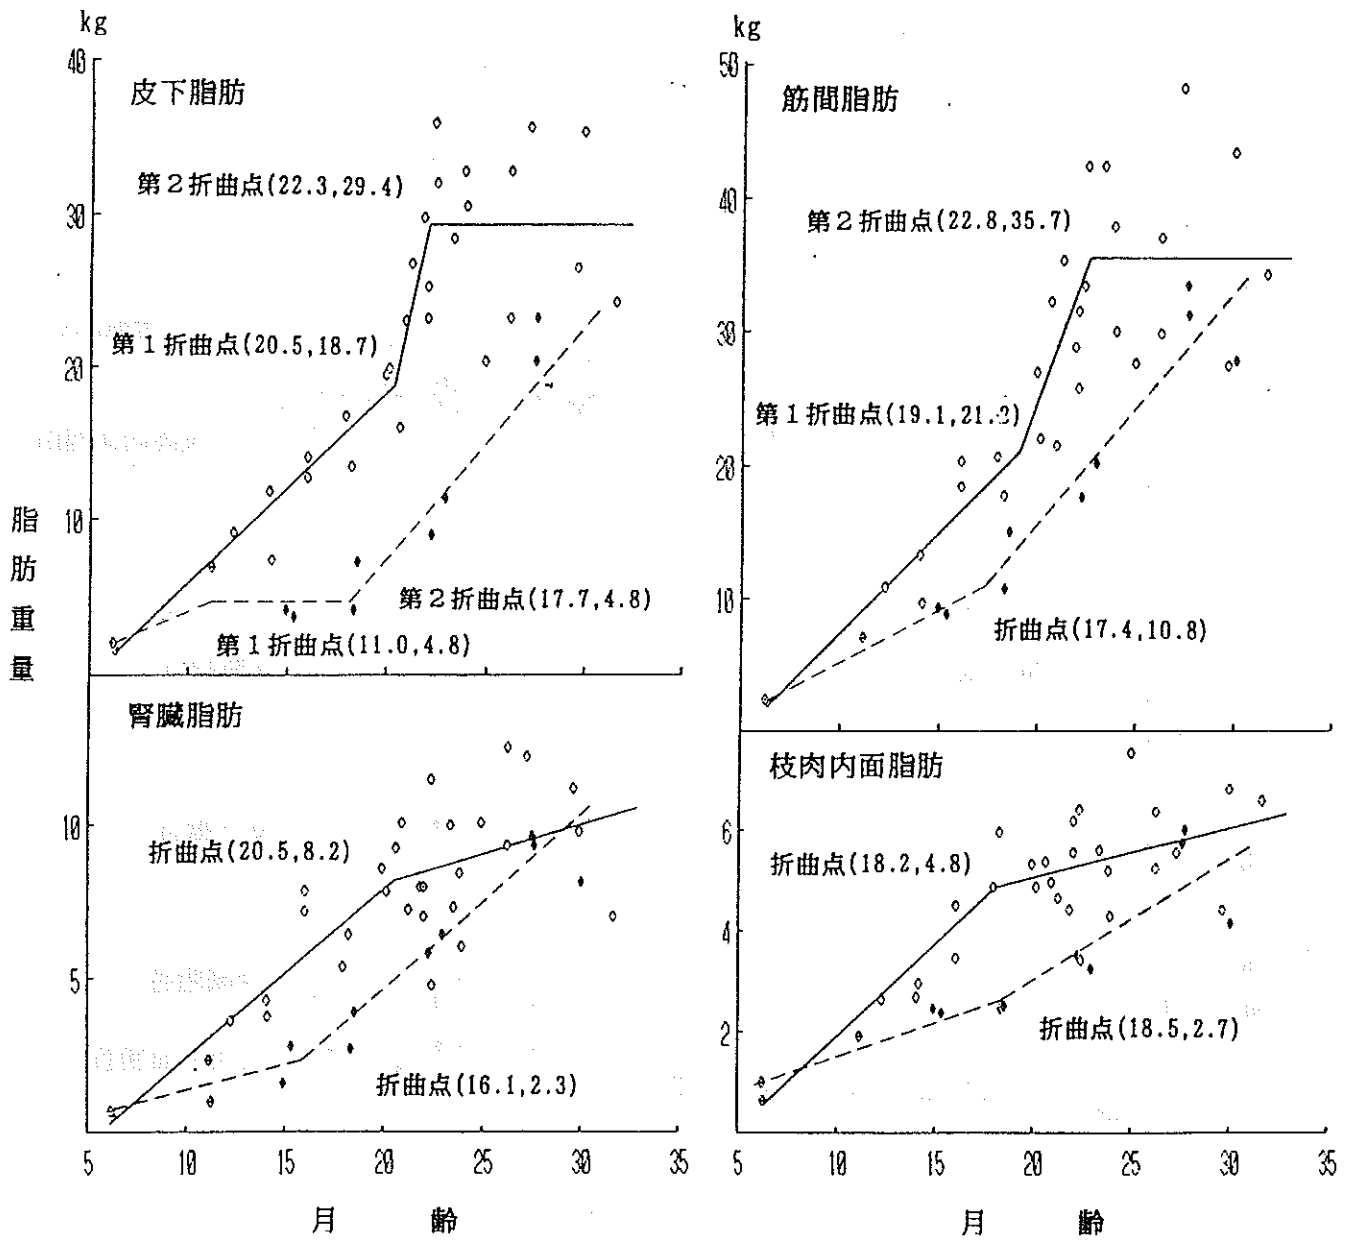 kg
40
皮下脂肪
第2折曲点(22.3,29.4)
30
第1折曲点(20.5,18.7)
20
10
第2折曲点(17.7,4.8)
第1折曲点(11.0,4.8)
脂肪重量
腎臓脂肪
10
折曲点(20.5,8.2)
5
折曲点(16.1,2.3)
5 10 15 20 25 30 35
月齢
kg
50
筋間脂肪
40
第2折曲点(22.8,35.7)
30
第1折曲点(19.1,21.2)
20
10
折曲点(17.4,10.8)
枝肉内面脂肪
6
折曲点(18.2,4.8)
4
折曲点(18.5,2.7)
2
5 10 15 20 25 30 35
月齢